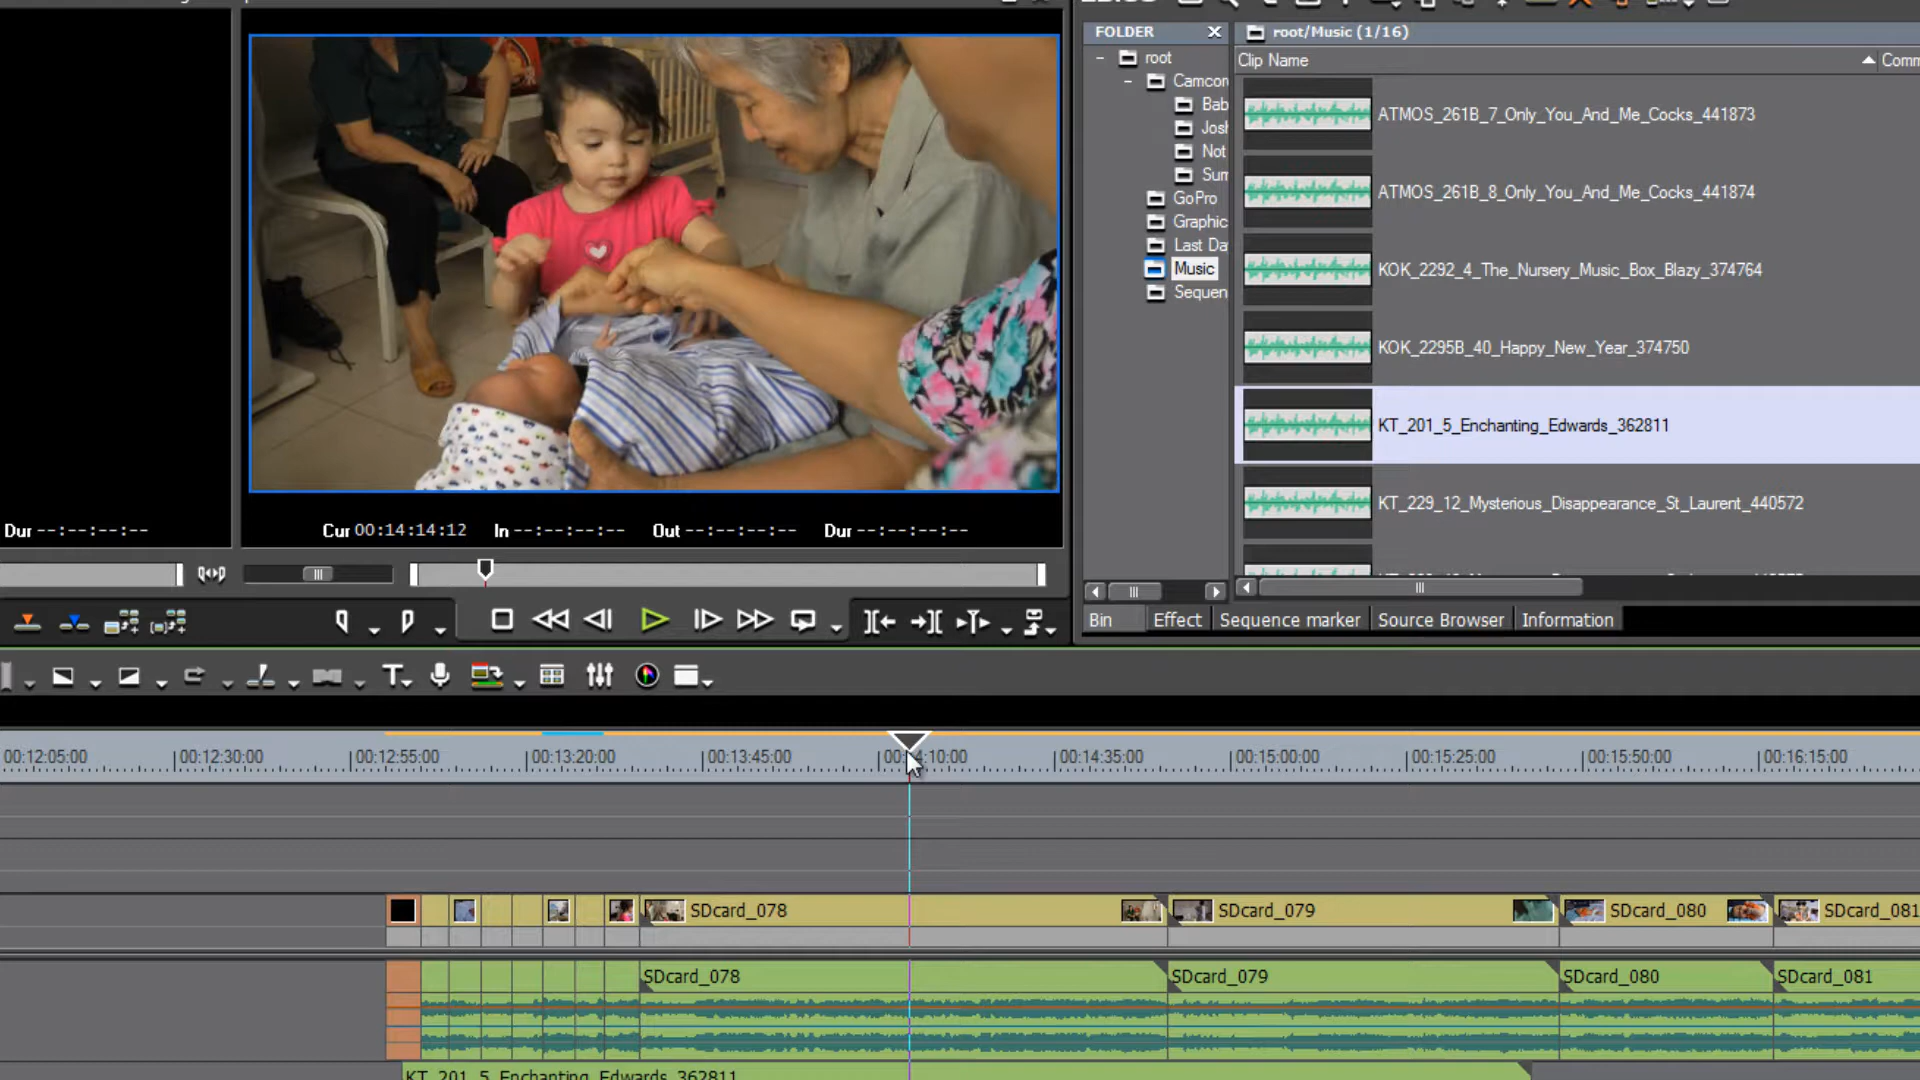 FOLDER
root
Camcor
Bab
Josh
Not
Sum
GoPro
Graphic
Last Da
Music
Sequen
root/Music (1/16)
Clip Name
Comm
ATMOS_261B_7_Only_You_And_Me_Cocks_441873
ATMOS_261B_8_Only_You_And_Me_Cocks_441874
KOK_2292_4_The_Nursery_Music_Box_Blazy_374764
KOK_2295B_40_Happy_New_Year_374750
KT_201_5_Enchanting_Edwards_362811
KT_229_12_Mysterious_Disappearance_St_Laurent_440572
Dur --:--:--:--
Cur 00:14:14:12 In --:--:--:-- Out --:--:--:-- Dur --:--:--:--
Bin Effect Sequence marker Source Browser Information
00:12:05:00 00:12:30:00 00:12:55:00 00:13:20:00 00:13:45:00 00:14:10:00 00:14:35:00 00:15:00:00 00:15:25:00 00:15:50:00 00:16:15:00
SDcard_078 SDcard_079 SDcard_080 SDcard_081
SDcard_078 SDcard_079 SDcard_080 SDcard_081
KT_201_5_Enchanting_Edwards_362811